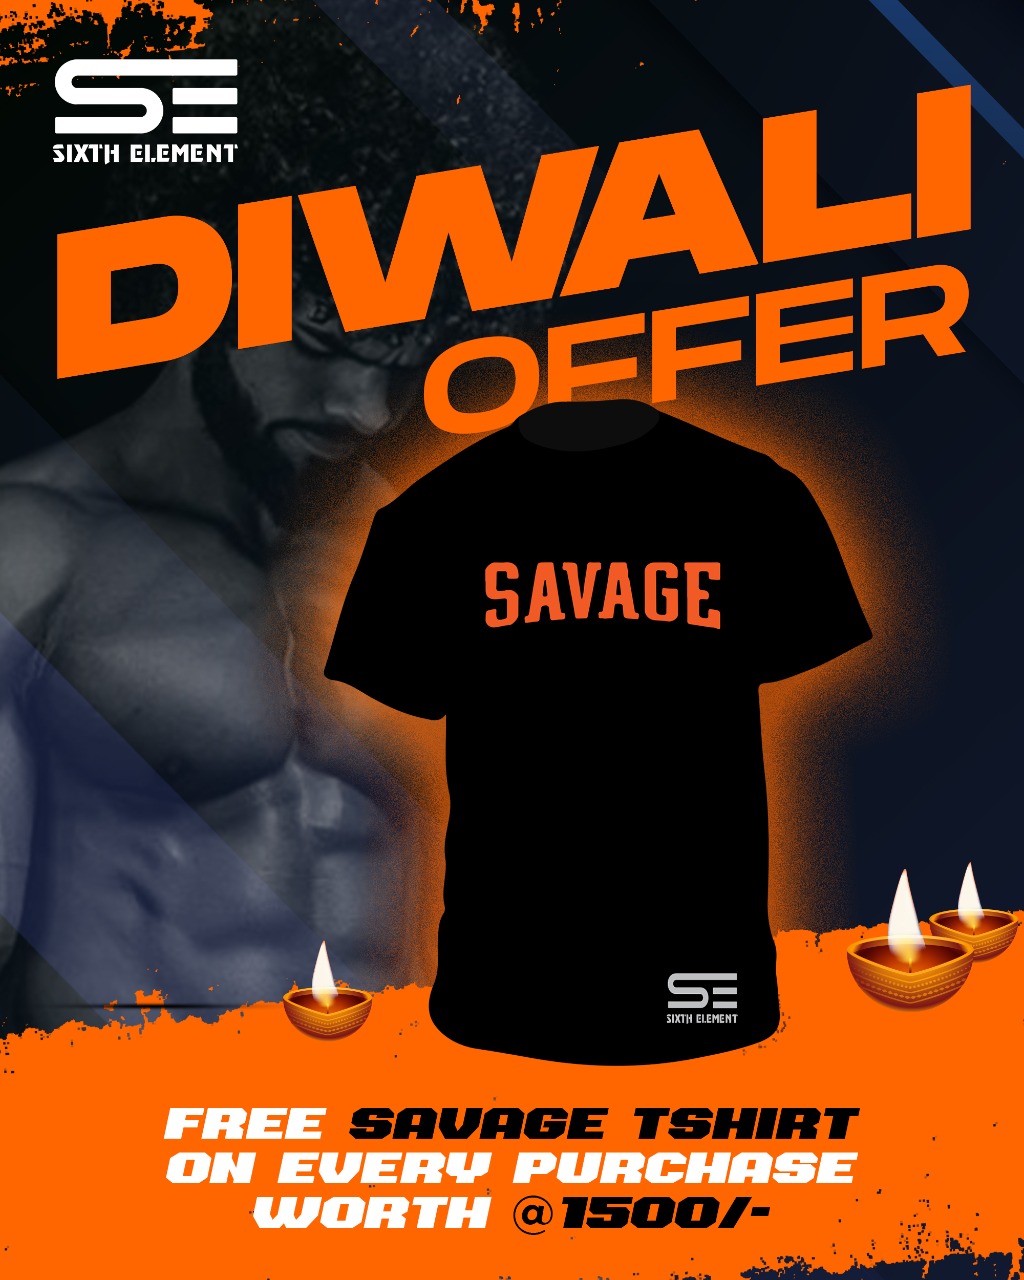 SE
SIXTH ELEMENT
DIWALI
OFFER
SAVAGE
SE
SIXTH ELEMENT
FREE SAVAGE TSHIRT
ON EVERY PURCHASE
WORTH @1500/-